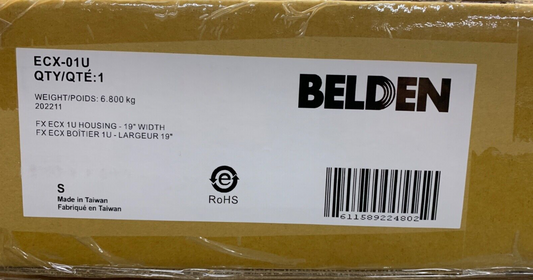 ECX-01U
QTY/QTÉ:1
BELDEN
WEIGHT/POIDS: 6.800 kg
202211
FX ECX 1U HOUSING - 19" WIDTH
FX ECX BOÎTIER 1U - LARGEUR 19"
e
RoHS
S
Made in Taiwan
Fabriqué en Taiwan
611589224802